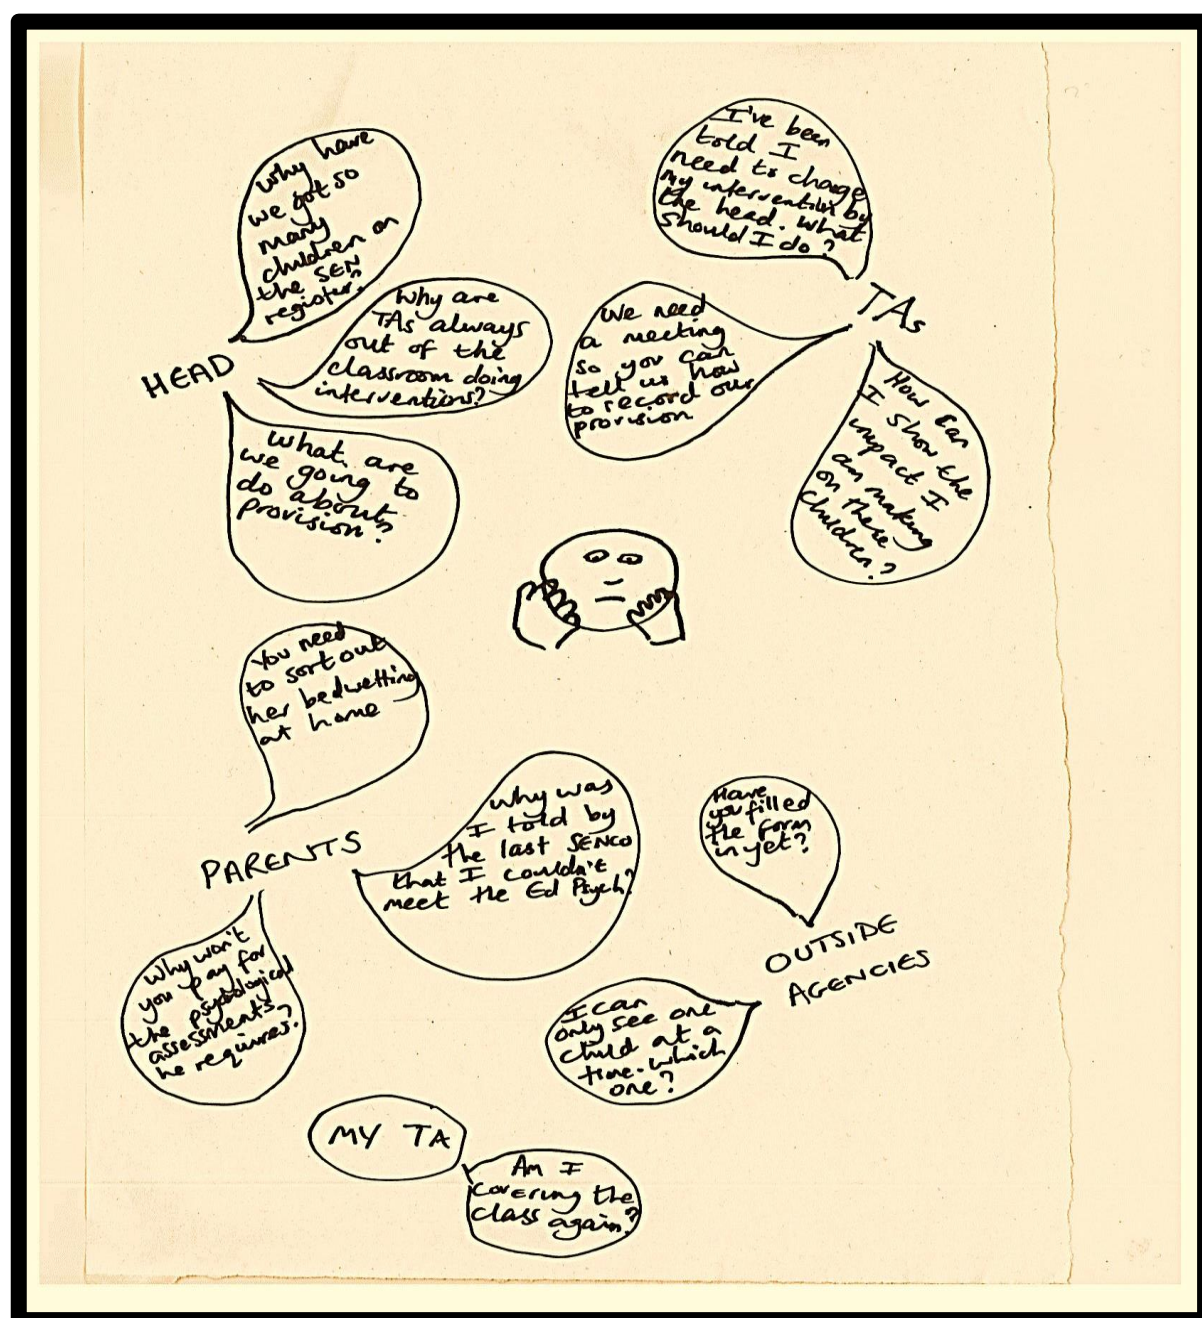 Why have
we got so
many
children on
the SEN
register?
HEAD
Why are
TAs always
out of the
classroom doing
interventions?
What are
we going to
do about
provision?
I've been
told I
need to change
my intervention by
the head. What
should I do?
TAs
We need
a meeting
so you can
tell us how
to record our
provision
How can
I show the
impact I
am making
on these
children?
You need
to sort out
her bedwetting
at home
PARENTS
Why was
I told by
the last SENCO
that I couldn't
meet the Ed Psych?
Why won't
you pay for
the psychological
assessments
he requires?
Have
you filled
the form
in yet?
OUTSIDE
AGENCIES
I can
only see one
child at a
time. Which
one?
MY TA
Am I
covering the
class again?